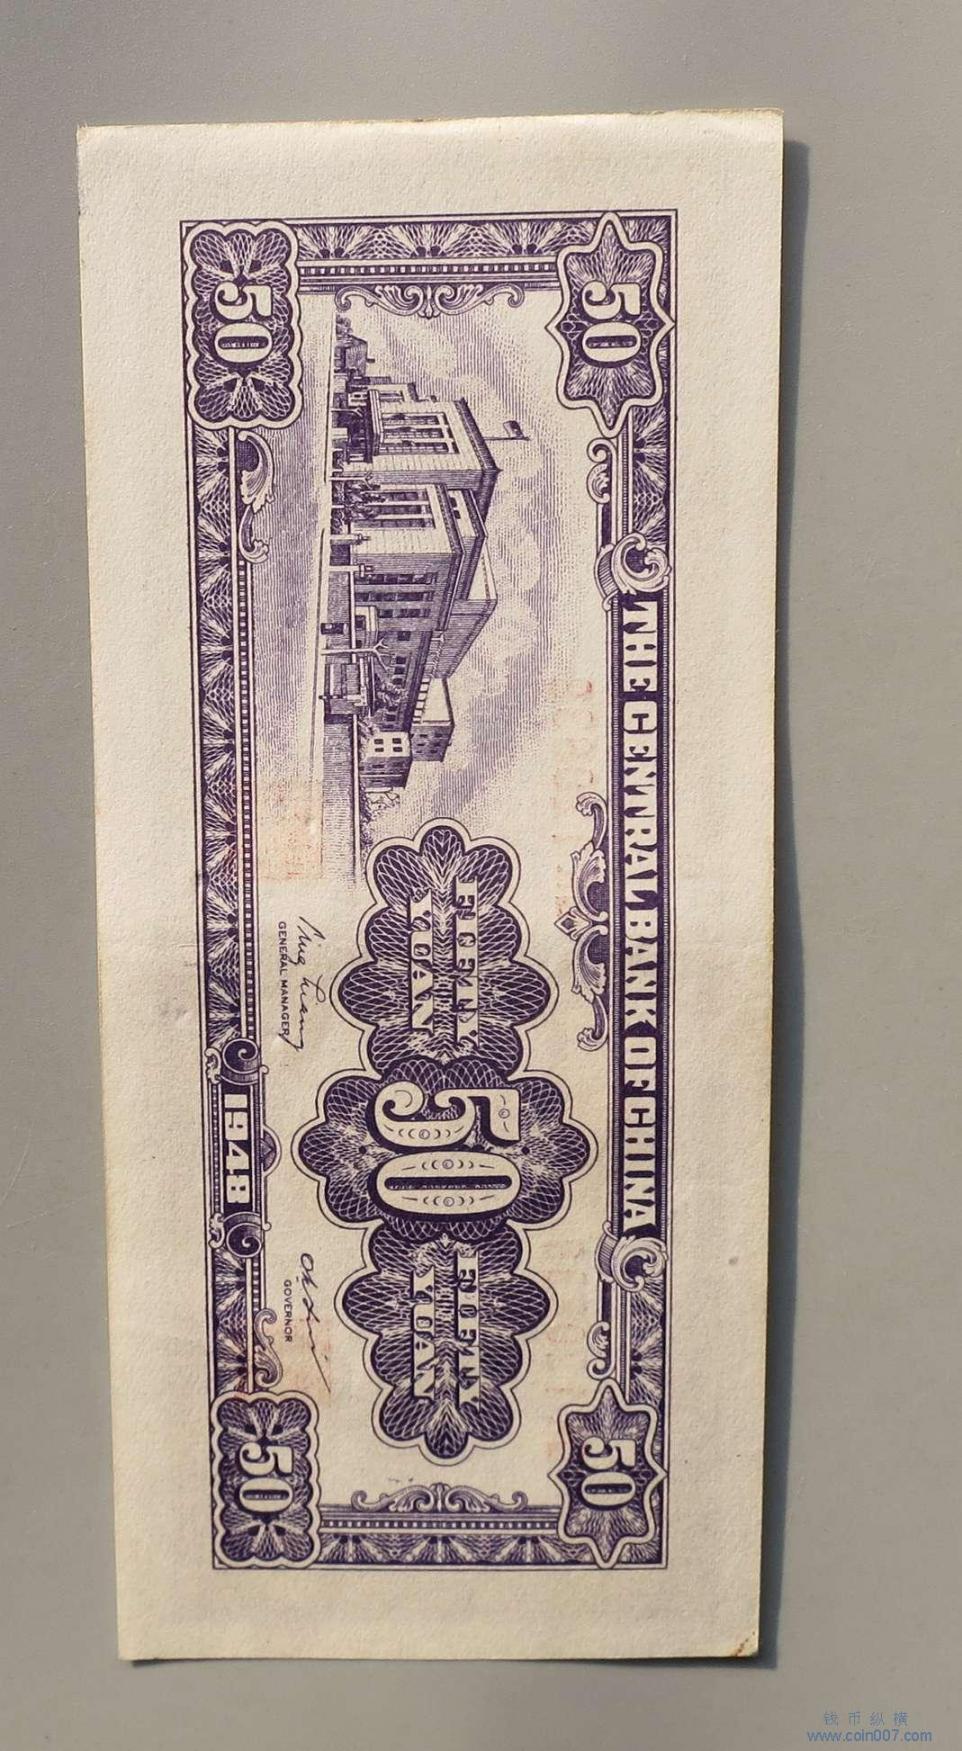 50
50
THE CENTRAL BANK OF CHINA
FIFTY
YUAN
50
FIFTY
YUAN
GENERAL MANAGER
GOVERNOR
1948
50
50
钱币纵横
www.coin007.com